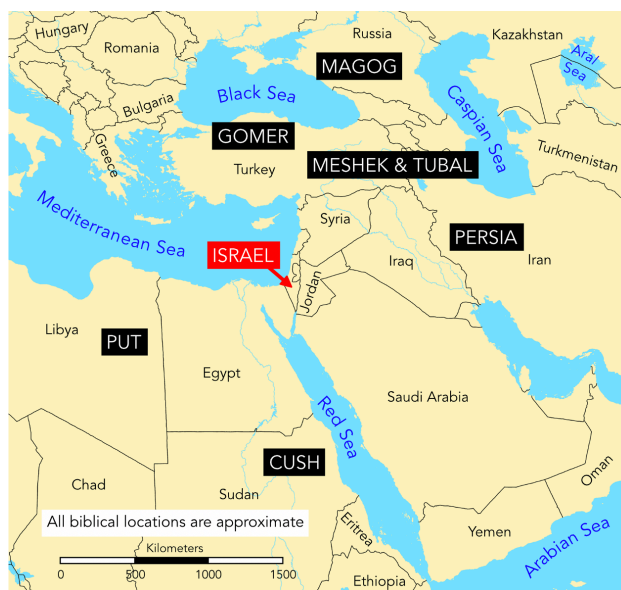 Hungary
Romania
Russia
Kazakhstan
MAGOG
Aral
Sea
Black Sea
Caspian Sea
Bulgaria
GOMER
Greece
Turkey
MESHEK & TUBAL
Turkmenistan
Mediterranean Sea
Syria
PERSIA
ISRAEL
Iraq
Iran
Jordan
Libya
PUT
Egypt
Saudi Arabia
Red Sea
CUSH
Chad
Sudan
Oman
All biblical locations are approximate
Eritrea
Yemen
Arabian Sea
Kilometers
0 500 1000 1500
Ethiopia